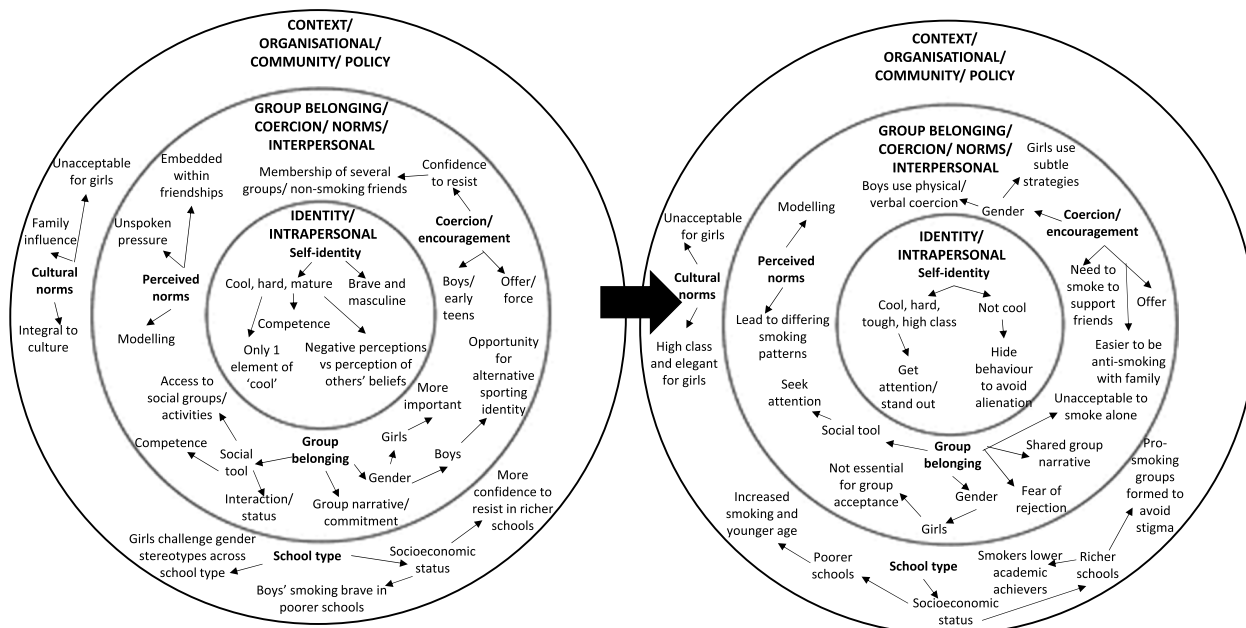 CONTEXT/
ORGANISATIONAL/
COMMUNITY/ POLICY
GROUP BELONGING/
COERCION/ NORMS/
INTERPERSONAL
Unacceptable
for girls
Embedded
within
friendships
Membership of several
groups/ non-smoking friends
Confidence
to resist
Family
influence
Unspoken
pressure
IDENTITY/
INTRAPERSONAL
Self-identity
Coercion/
encouragement
Cultural
norms
Perceived
norms
Cool, hard, mature
Brave and
masculine
Boys/
early
teens
Offer/
force
Integral to
culture
Modelling
Competence
Only 1
element of
‘cool’
Negative perceptions
vs perception of
others’ beliefs
Opportunity
for
alternative
sporting
identity
Access to
social groups/
activities
More
important
Competence
Social
tool
Group
belonging
Girls
Boys
Gender
Interaction/
status
Group narrative/
commitment
More
confidence to
resist in richer
schools
Girls challenge gender
stereotypes across
school type
School type
Socioeconomic
status
Boys’ smoking brave in
poorer schools
CONTEXT/
ORGANISATIONAL/
COMMUNITY/ POLICY
GROUP BELONGING/
COERCION/ NORMS/
INTERPERSONAL
Girls use
subtle
strategies
Boys use physical/
verbal coercion
Gender
Unacceptable
for girls
Modelling
Coercion/
encouragement
IDENTITY/
INTRAPERSONAL
Self-identity
Cultural
norms
Perceived
norms
Need to
smoke to
support
friends
Offer
Cool, hard,
tough, high class
Not cool
Lead to differing
smoking
patterns
High class
and elegant
for girls
Easier to be
anti-smoking
with family
Get
attention/
stand out
Hide
behaviour
to avoid
alienation
Seek
attention
Unacceptable to
smoke alone
Social tool
Group
belonging
Shared group
narrative
Pro-
smoking
groups
formed to
avoid
stigma
Not essential
for group
acceptance
Gender
Fear of
rejection
Increased
smoking and
younger age
Girls
Poorer
schools
School type
Smokers lower
academic
achievers
Richer
schools
Socioeconomic
status